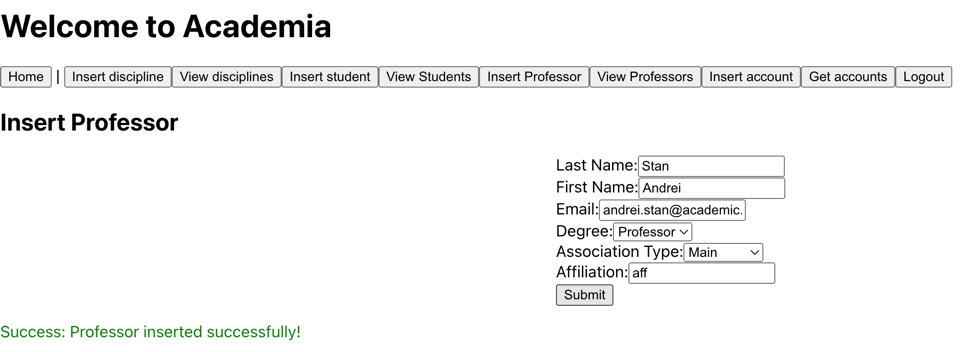 Welcome to Academia
Home | Insert discipline View disciplines Insert student View Students Insert Professor View Professors Insert account Get accounts Logout
Insert Professor
Last Name: Stan
First Name: Andrei
Email: andrei.stan@academic.
Degree: Professor
Association Type: Main
Affiliation: aff
Submit
Success: Professor inserted successfully!